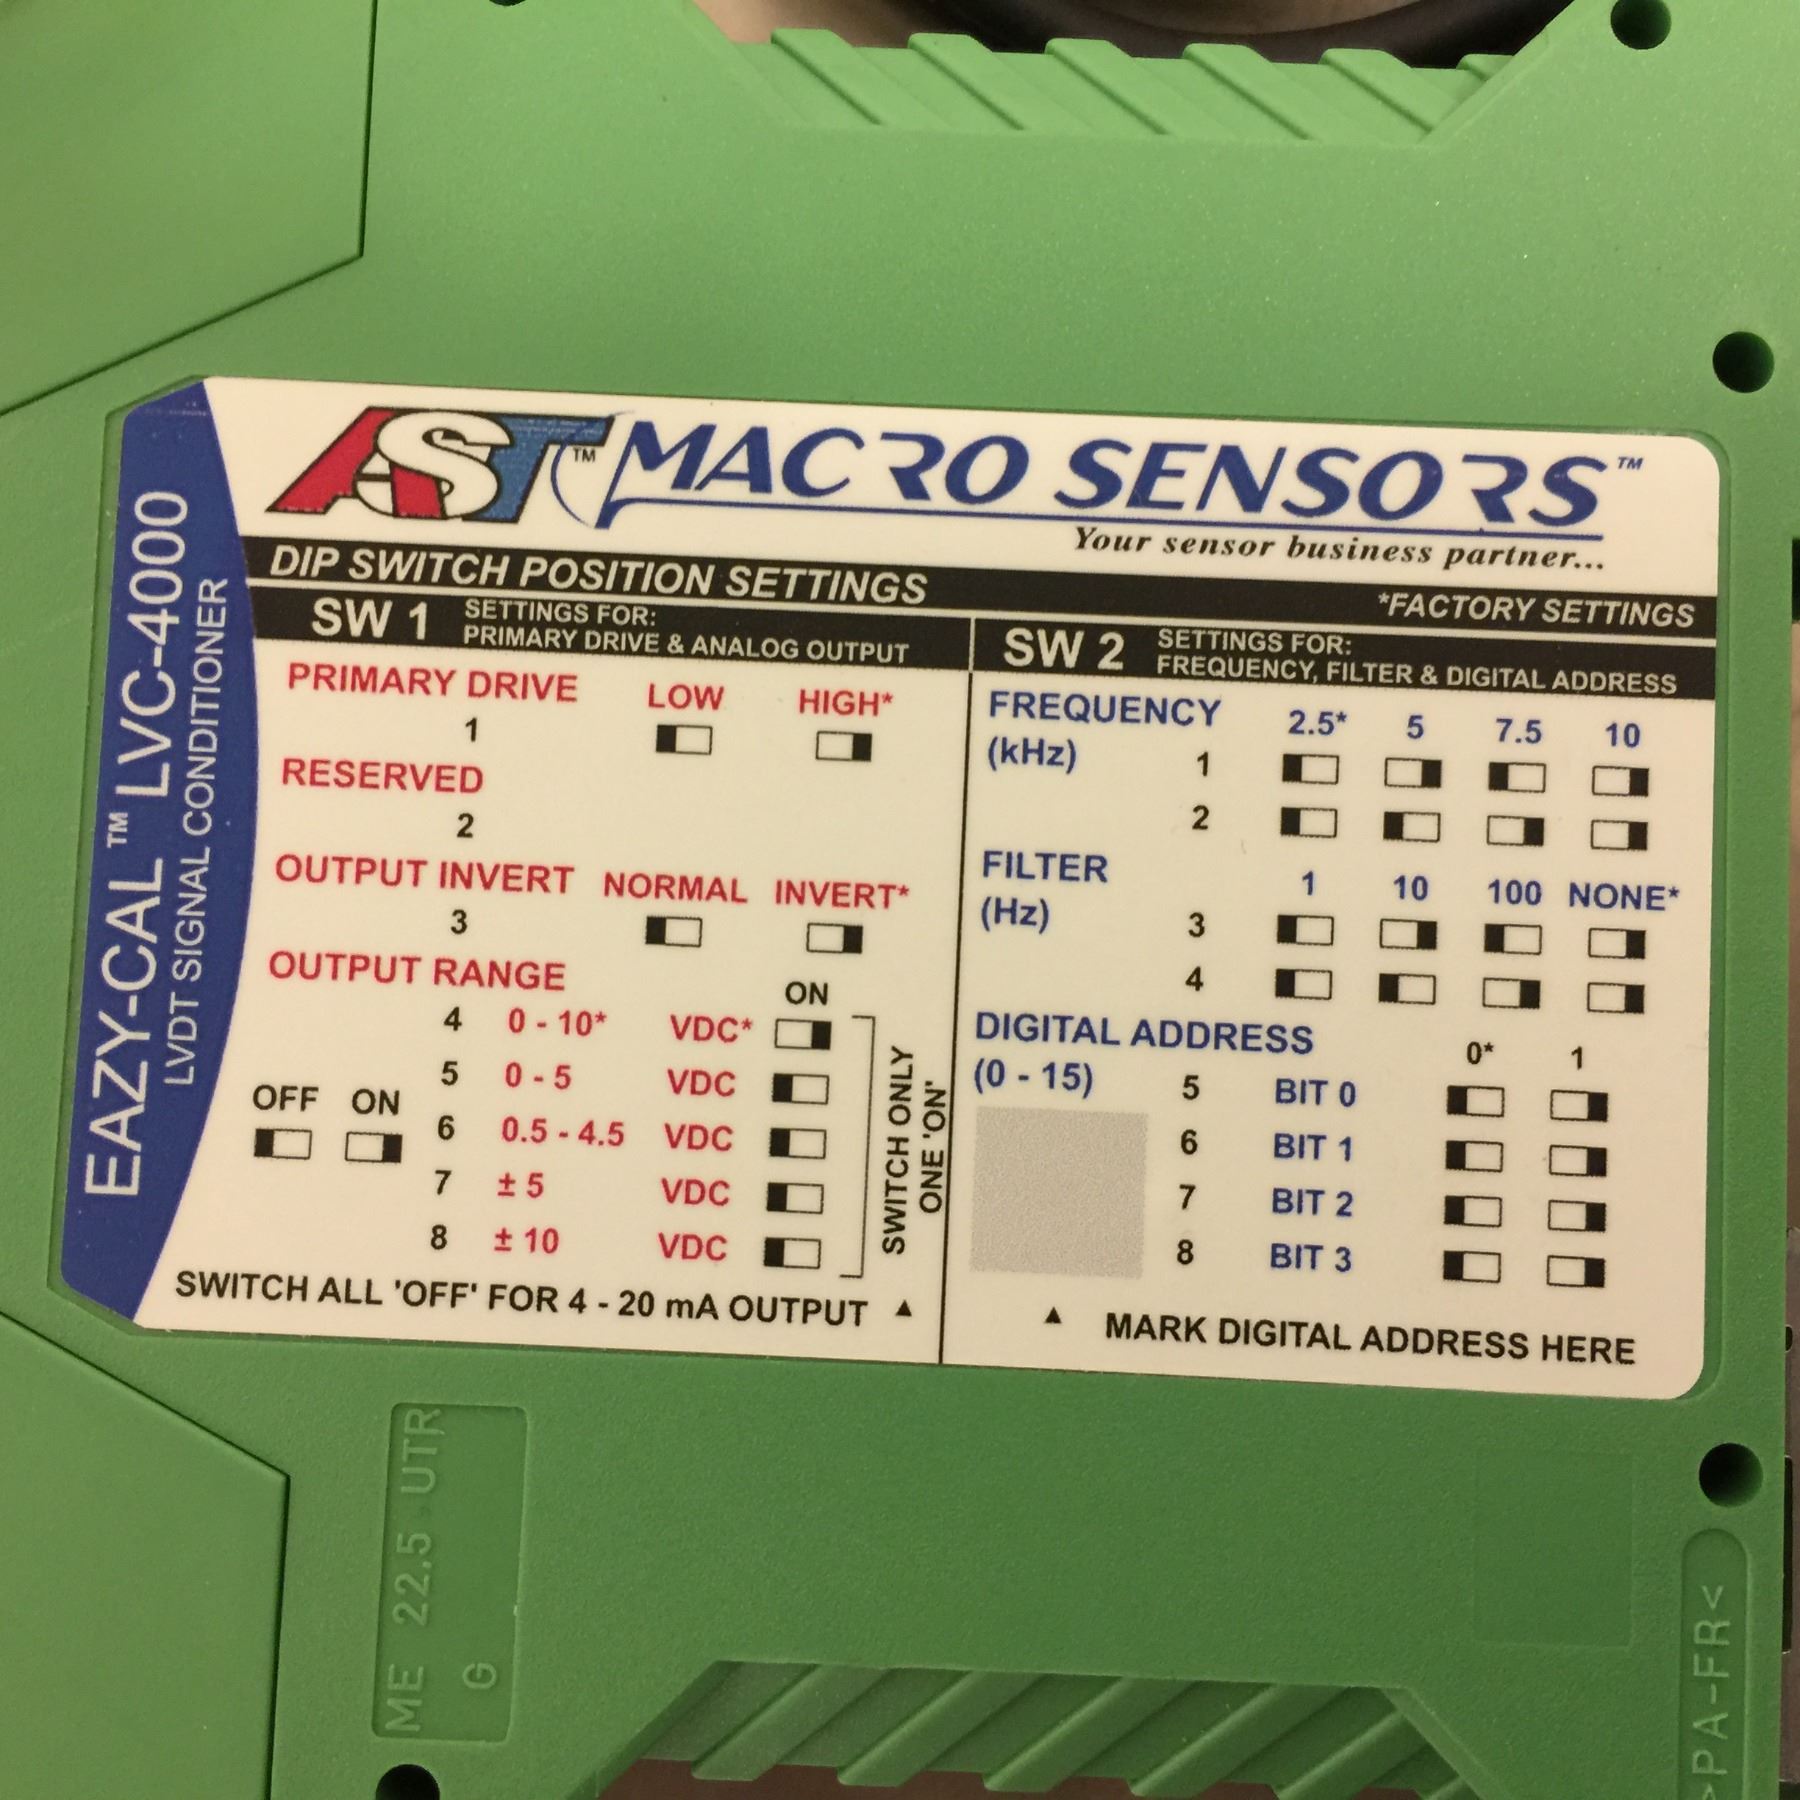 AST™ MACRO SENSORS™
Your sensor business partner...
EAZY-CAL™ LVC-4000
LVDT SIGNAL CONDITIONER
DIP SWITCH POSITION SETTINGS
*FACTORY SETTINGS
SW 1 SETTINGS FOR:
PRIMARY DRIVE & ANALOG OUTPUT
PRIMARY DRIVE LOW HIGH*
1
RESERVED
2
OUTPUT INVERT NORMAL INVERT*
3
OUTPUT RANGE
ON
4 0 - 10* VDC*
5 0 - 5 VDC
OFF ON
6 0.5 - 4.5 VDC
7 ± 5 VDC
8 ± 10 VDC
SWITCH ONLY
ONE 'ON'
SWITCH ALL 'OFF' FOR 4 - 20 mA OUTPUT ▲
SW 2 SETTINGS FOR:
FREQUENCY, FILTER & DIGITAL ADDRESS
FREQUENCY 2.5* 5 7.5 10
(kHz) 1
2
FILTER 1 10 100 NONE*
(Hz) 3
4
DIGITAL ADDRESS 0* 1
(0 - 15) 5 BIT 0
6 BIT 1
7 BIT 2
8 BIT 3
▲ MARK DIGITAL ADDRESS HERE
ME 22.5 UTR
G
>PA-FR<